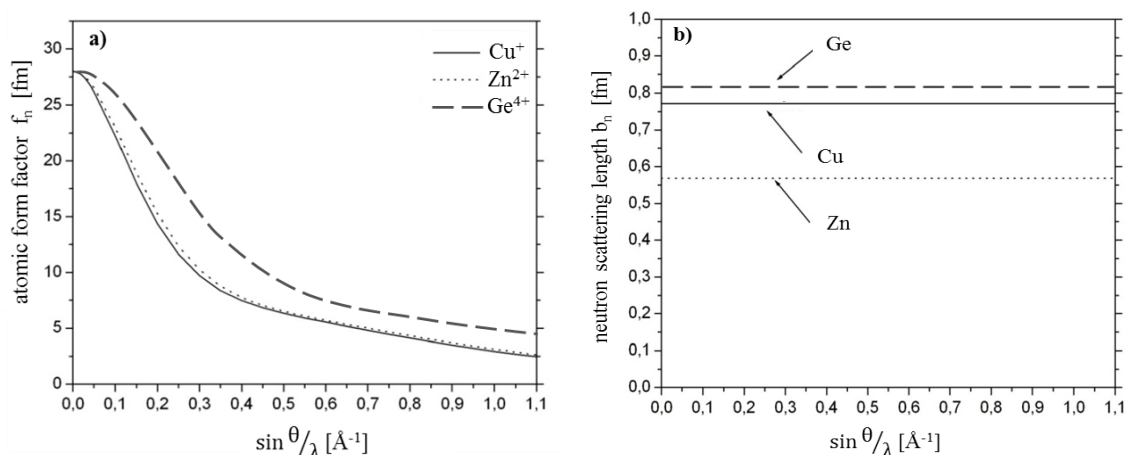 a)
Cu⁺
Zn²⁺
Ge⁴⁺
atomic form factor fₙ [fm]
30
25
20
15
10
5
0
0,0 0,1 0,2 0,3 0,4 0,5 0,6 0,7 0,8 0,9 1,0 1,1
sin θ/λ [Å⁻¹]
b)
Ge
Cu
Zn
neutron scattering length bₙ [fm]
1,0
0,9
0,8
0,7
0,6
0,5
0,4
0,3
0,2
0,1
0,0
0,0 0,1 0,2 0,3 0,4 0,5 0,6 0,7 0,8 0,9 1,0 1,1
sin θ/λ [Å⁻¹]